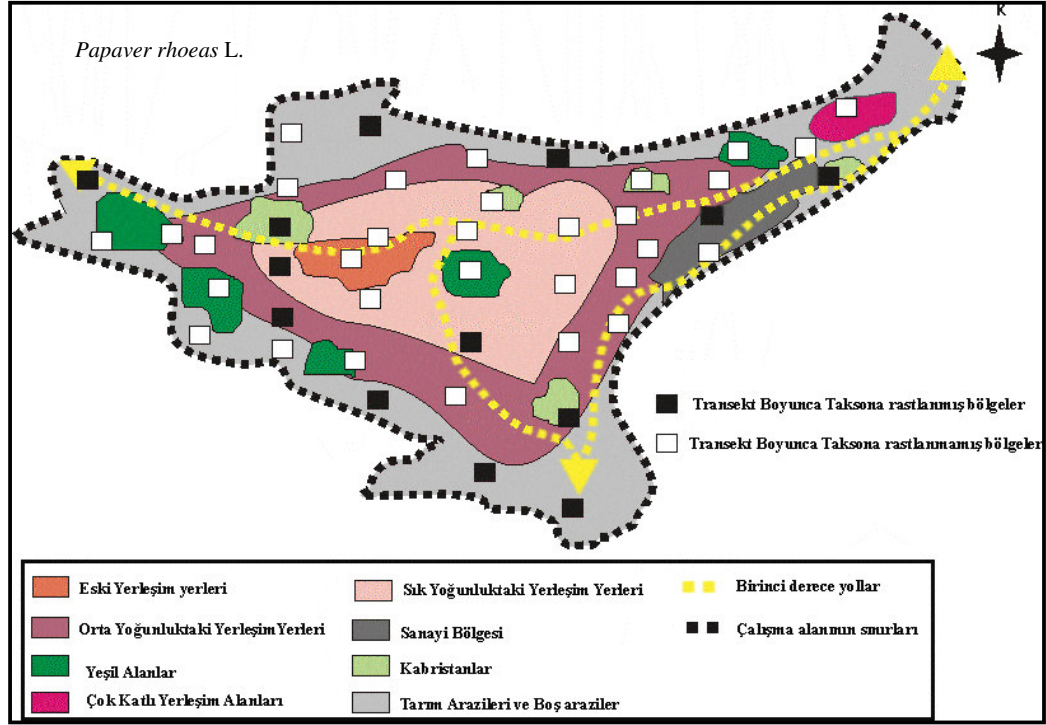 K
Papaver rhoeas L.
Transekt Boyunca Taksona rastlanmış bölgeler
Transekt Boyunca Taksona rastlanmamış bölgeler
Eski Yerleşim yerleri
Sık Yoğunluktaki Yerleşim Yerleri
Birinci derece yollar
Orta Yoğunluktaki Yerleşim Yerleri
Sanayi Bölgesi
Çalışma alanının sınırları
Yeşil Alanlar
Kabristanlar
Çok Katlı Yerleşim Alanları
Tarım Arazileri ve Boş araziler